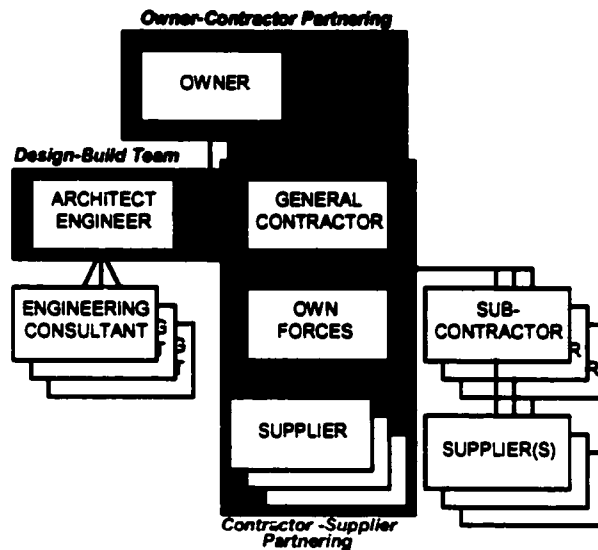 Owner-Contractor Partnering
OWNER
Design-Build Team
ARCHITECT
ENGINEER
GENERAL
CONTRACTOR
ENGINEERING
CONSULTANT
G
T
G
T
OWN
FORCES
SUB-
CONTRACTOR
R
R
SUPPLIER
SUPPLIER(S)
Contractor -Supplier
Partnering